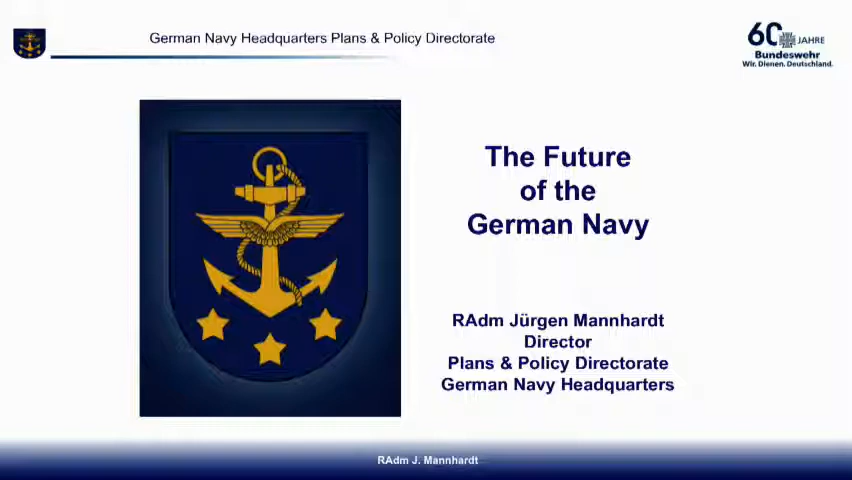 German Navy Headquarters Plans & Policy Directorate
60 JAHRE
Bundeswehr
Wir. Dienen. Deutschland.
The Future
of the
German Navy
RAdm Jürgen Mannhardt
Director
Plans & Policy Directorate
German Navy Headquarters
RAdm J. Mannhardt